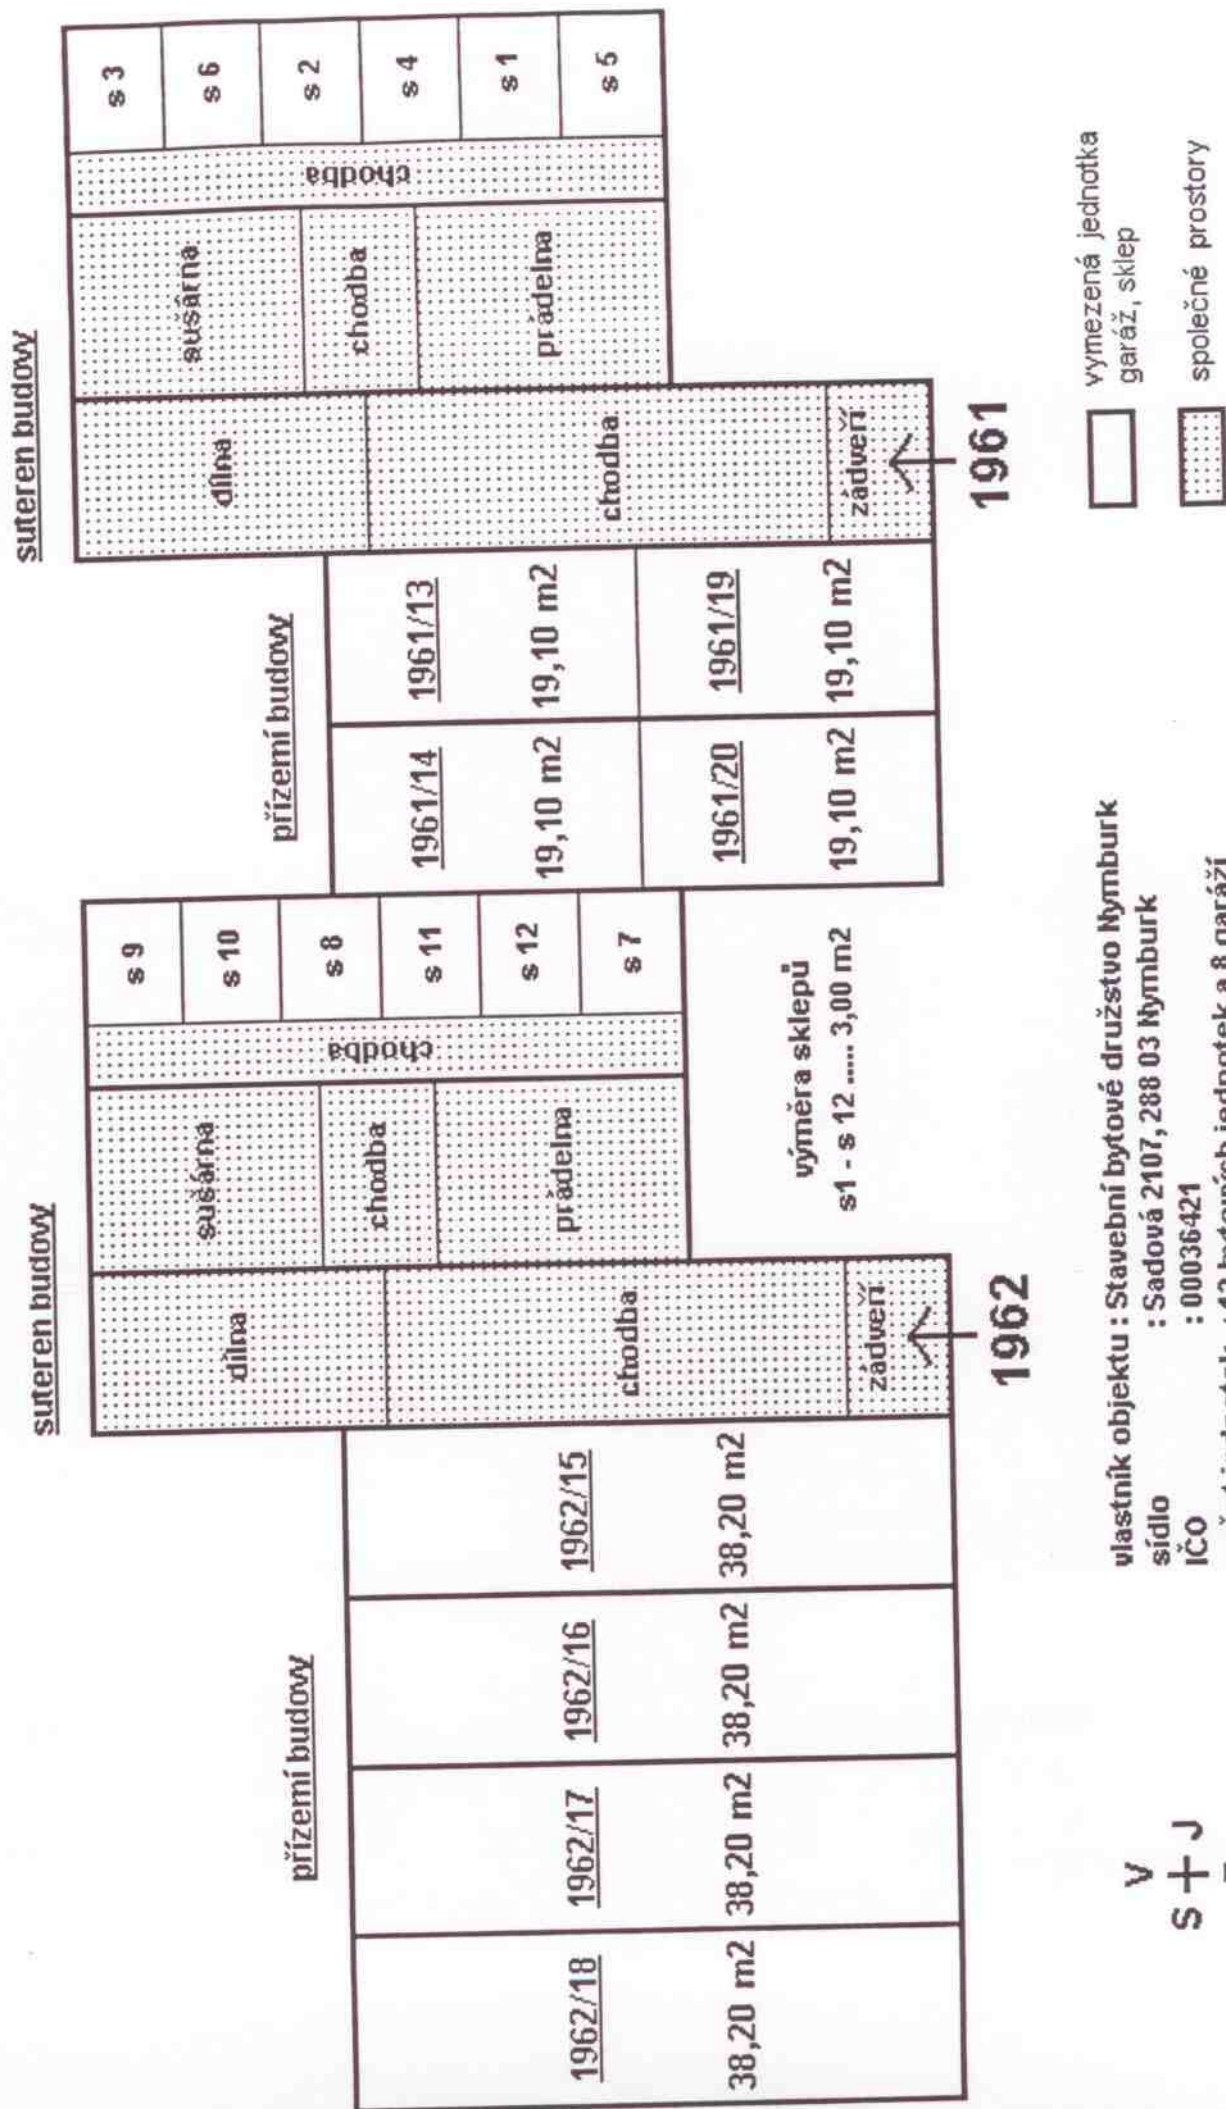 suteren budovy
suteren budovy
přízemí budovy
přízemí budovy
1962/18
38,20 m2
1962/17
38,20 m2
1962/16
38,20 m2
1962/15
38,20 m2
dílna
chodba
zádveří
1962
sušárna
chodba
prádelna
chodba
s 9
s 10
s 8
s 11
s 12
s 7
výměra sklepů
s1 - s 12 ..... 3,00 m2
1961/14
19,10 m2
1961/13
19,10 m2
1961/20
19,10 m2
1961/19
19,10 m2
dílna
chodba
zádveří
1961
sušárna
chodba
prádelna
chodba
s 3
s 6
s 2
s 4
s 1
s 5
V
S J
vlastník objektu : Stavební bytové družstvo Nymburk
sídlo : Sadová 2107, 288 03 Nymburk
IČO : 00036421
12 bytových jednotek a 8 garáží
vymezená jednotka
garáž, sklep
společné prostory